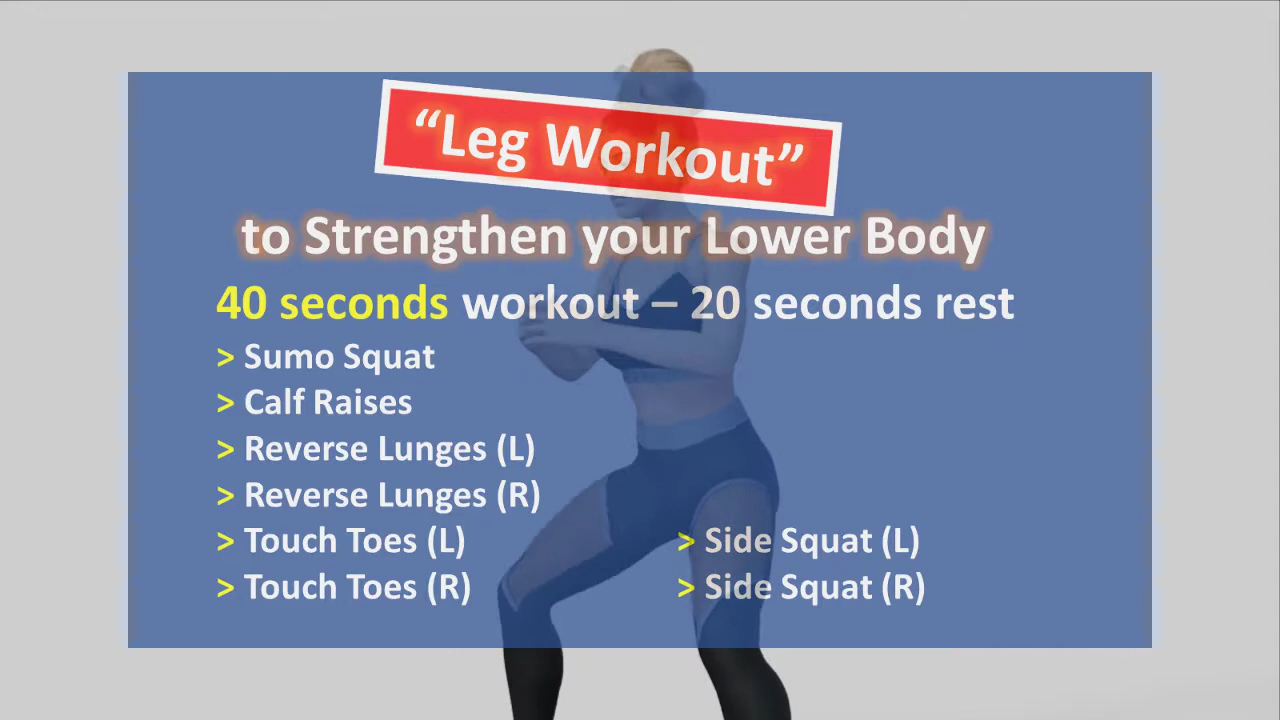 “Leg Workout”
to Strengthen your Lower Body
40 seconds workout – 20 seconds rest
> Sumo Squat
> Calf Raises
> Reverse Lunges (L)
> Reverse Lunges (R)
> Touch Toes (L)
> Touch Toes (R)
> Side Squat (L)
> Side Squat (R)